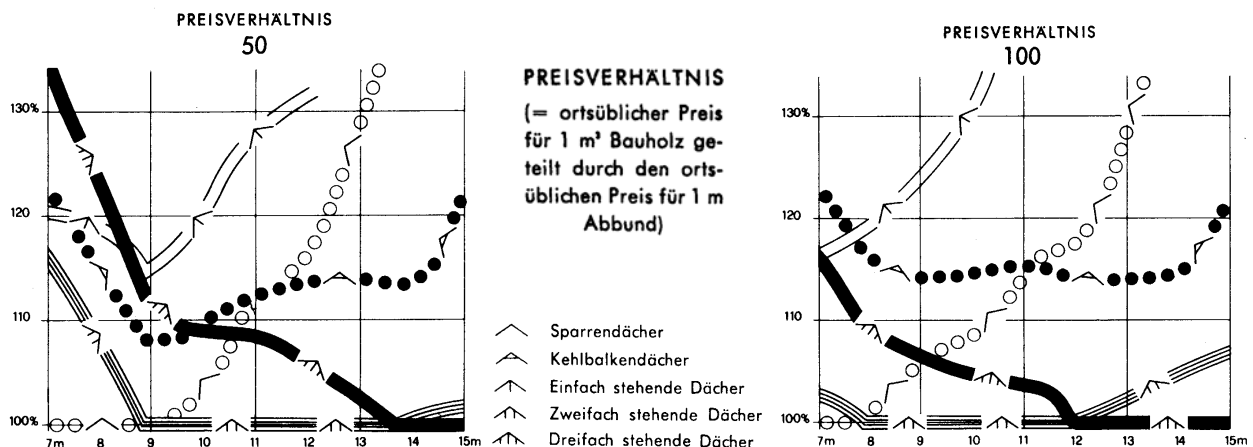 PREISVERHÄLTNIS
50
130%
120
110
100%
7m 8 9 10 11 12 13 14 15m
PREISVERHÄLTNIS
(= ortsüblicher Preis
für 1 m³ Bauholz ge-
teilt durch den orts-
üblichen Preis für 1 m
Abbund)
Sparrendächer
Kehlbalkendächer
Einfach stehende Dächer
Zweifach stehende Dächer
Dreifach stehende Dächer
PREISVERHÄLTNIS
100
130%
120
110
100%
7m 8 9 10 11 12 13 14 15m